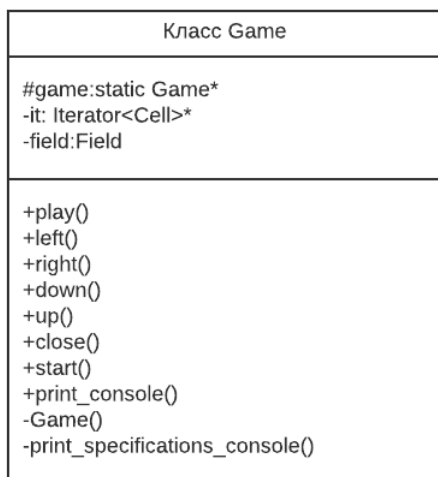 Класс Game
#game:static Game*
-it: Iterator<Cell>*
-field:Field
+play()
+left()
+right()
+down()
+up()
+close()
+start()
+print_console()
-Game()
-print_specifications_console()